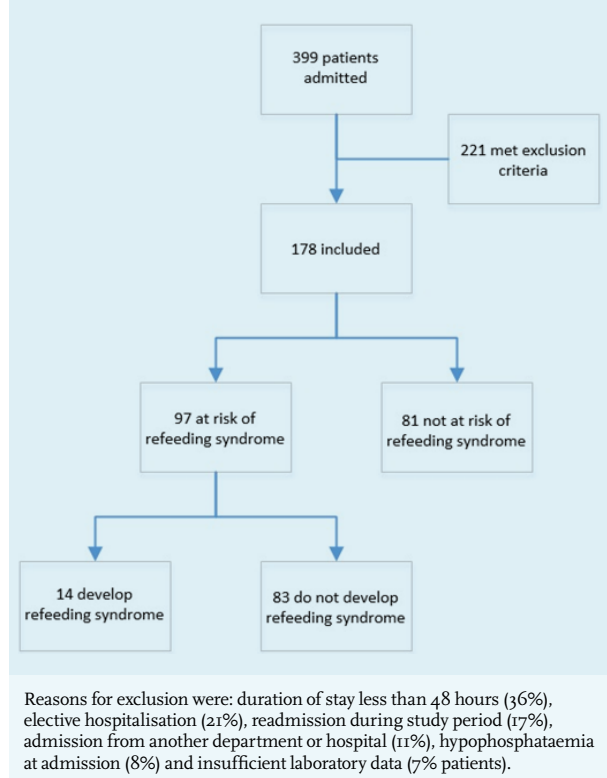 399 patients
admitted
221 met exclusion
criteria
178 included
97 at risk of
refeeding syndrome
81 not at risk of
refeeding syndrome
14 develop
refeeding syndrome
83 do not develop
refeeding syndrome
Reasons for exclusion were: duration of stay less than 48 hours (36%),
elective hospitalisation (21%), readmission during study period (17%),
admission from another department or hospital (11%), hypophosphataemia
at admission (8%) and insufficient laboratory data (7% patients).